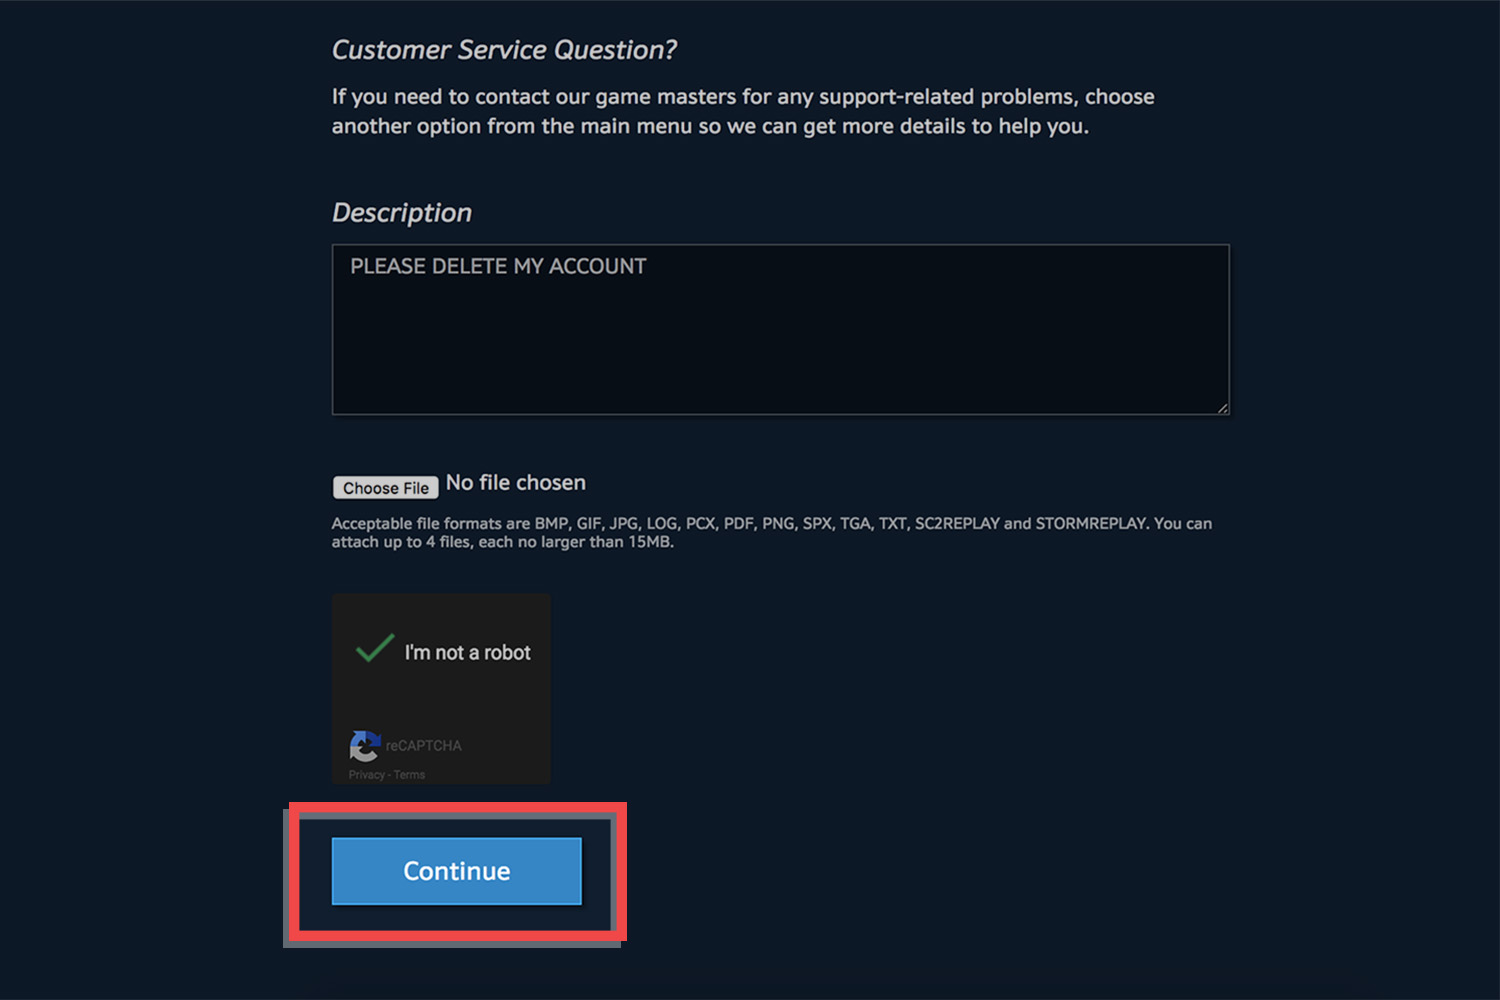 Customer Service Question?
If you need to contact our game masters for any support-related problems, choose
another option from the main menu so we can get more details to help you.
Description
PLEASE DELETE MY ACCOUNT
Choose File No file chosen
Acceptable file formats are BMP, GIF, JPG, LOG, PCX, PDF, PNG, SPX, TGA, TXT, SC2REPLAY and STORMREPLAY. You can
attach up to 4 files, each no larger than 15MB.
I'm not a robot
reCAPTCHA
Privacy - Terms
Continue